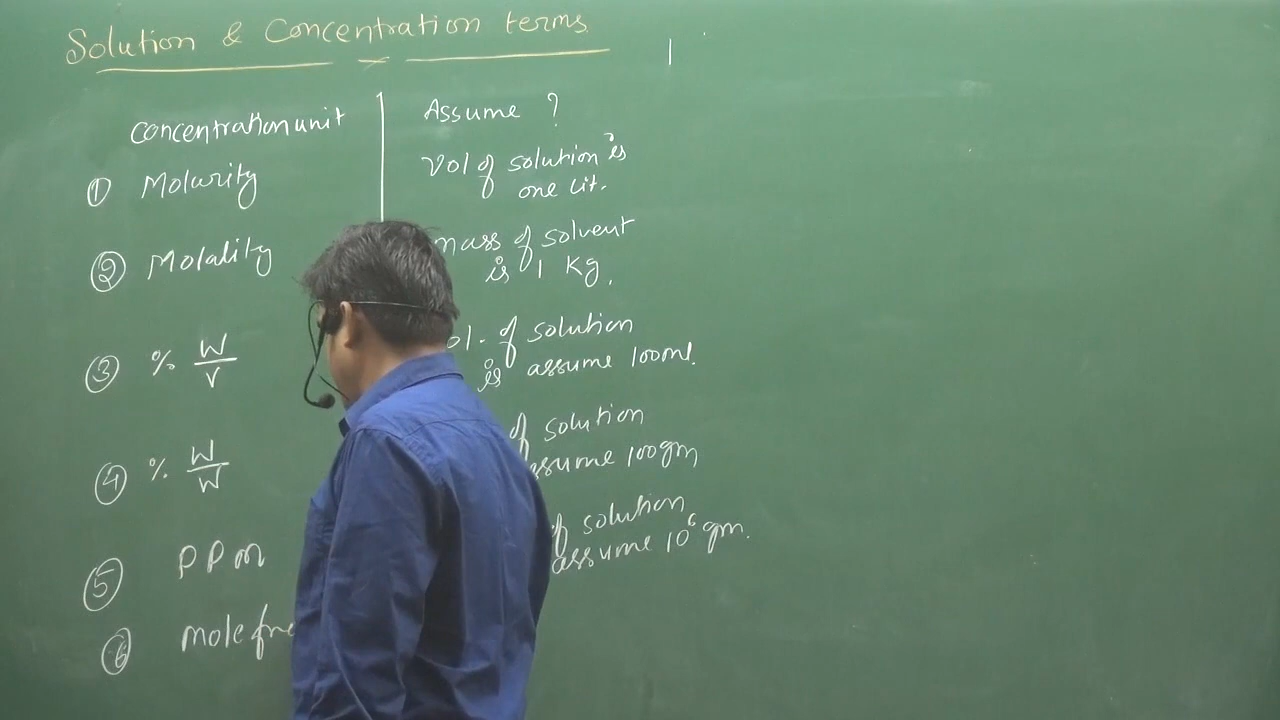 Solution & Concentration terms
Concentration unit
Assume ?
① Molarity
Vol of solution is
one lit.
② Molality
mass of solvent
is 1 Kg.
③ % W/V
of solution
is assume 100ml.
④ % W/W
of solution
assume 100gm
⑤ PPm
of solution
assume 10⁶ gm.
⑥ mole